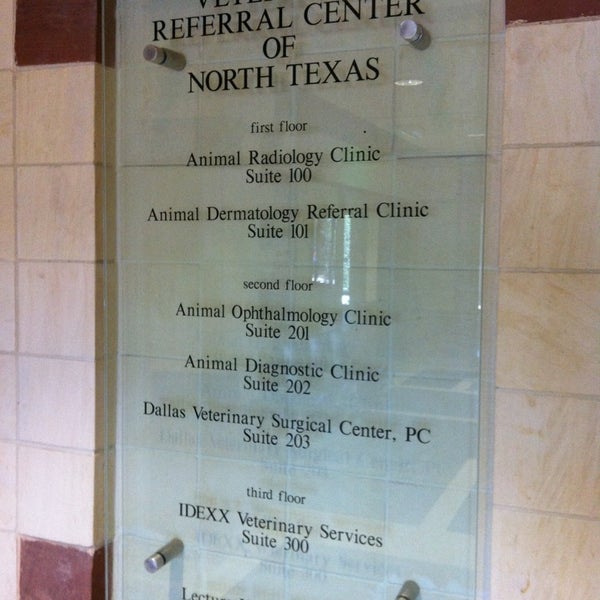 REFERRAL CENTER
OF
NORTH TEXAS
first floor
Animal Radiology Clinic
Suite 100
Animal Dermatology Referral Clinic
Suite 101
second floor
Animal Ophthalmology Clinic
Suite 201
Animal Diagnostic Clinic
Suite 202
Dallas Veterinary Surgical Center, PC
Suite 203
third floor
IDEXX Veterinary Services
Suite 300